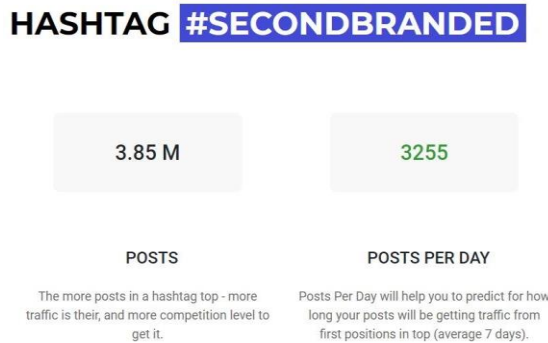 HASHTAG #SECONDBRANDED
3.85 M
3255
POSTS
POSTS PER DAY
The more posts in a hashtag top - more
traffic is their, and more competition level to
get it.
Posts Per Day will help you to predict for how
long your posts will be getting traffic from
first positions in top (average 7 days).